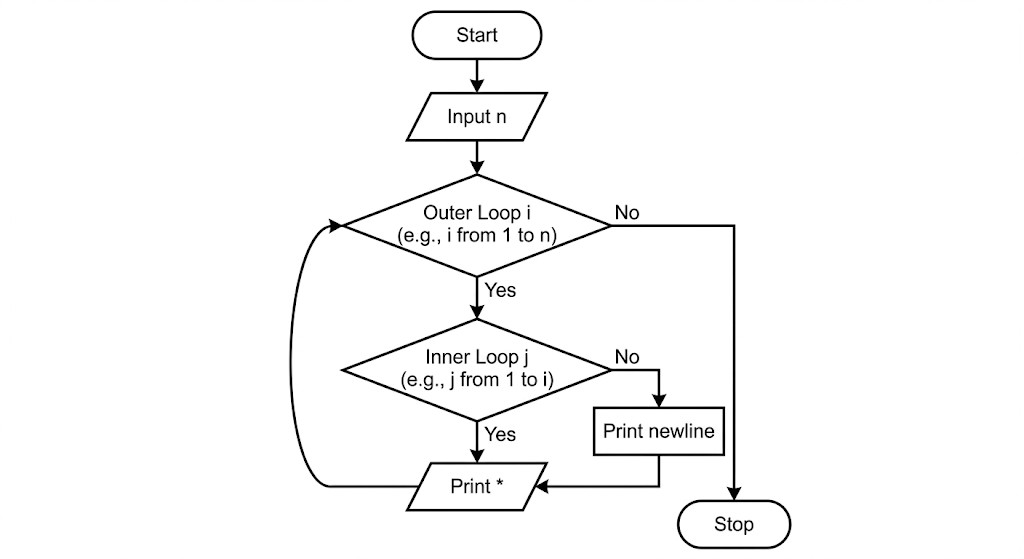 Start
Input n
Outer Loop i
(e.g., i from 1 to n)
No
Yes
Inner Loop j
(e.g., j from 1 to i)
No
Yes
Print newline
Print *
Stop